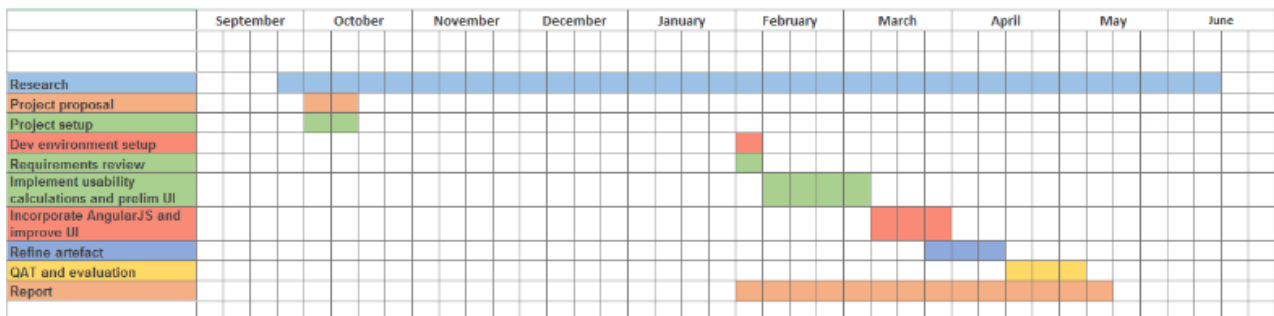 September October November December January February March April May June
Research
Project proposal
Project setup
Dev environment setup
Requirements review
Implement usability
calculations and prelim UI
Incorporate AngularJS and
improve UI
Refine artefact
QAT and evaluation
Report